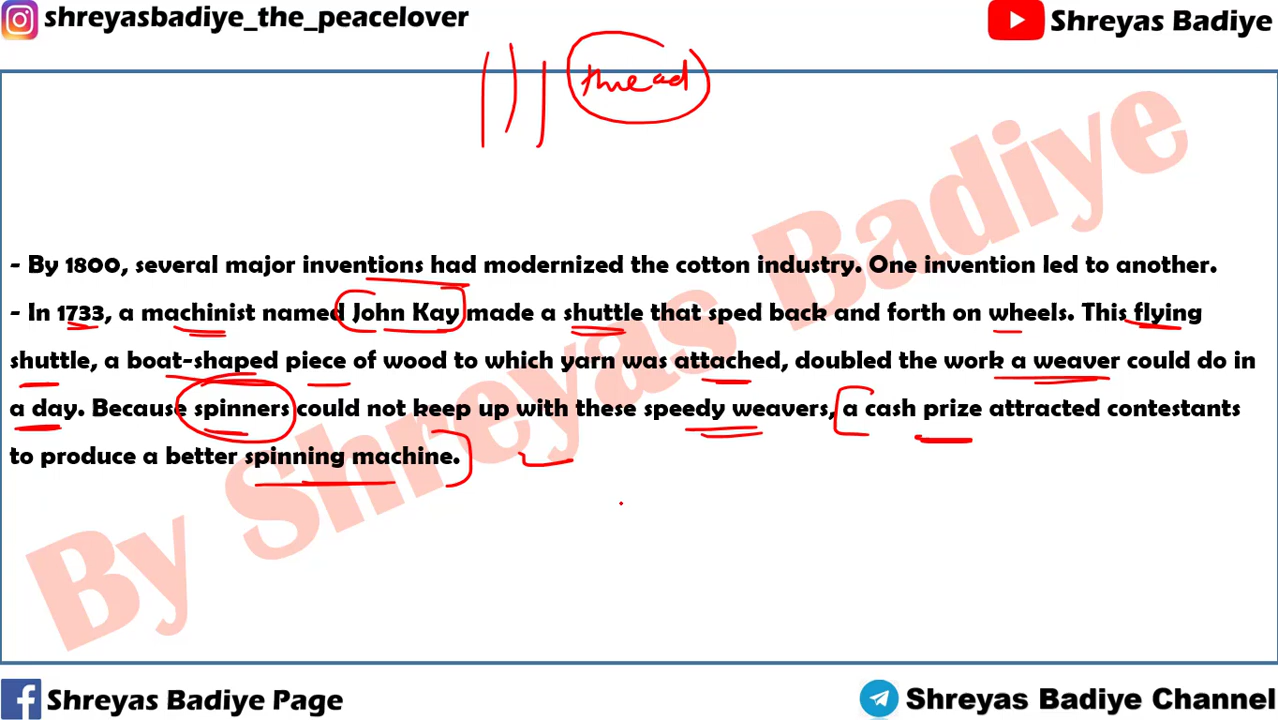 shreyasbadiye_the_peacelover
Shreyas Badiye
thread
- By 1800, several major inventions had modernized the cotton industry. One invention led to another.
- In 1733, a machinist named John Kay made a shuttle that sped back and forth on wheels. This flying
shuttle, a boat-shaped piece of wood to which yarn was attached, doubled the work a weaver could do in
a day. Because spinners could not keep up with these speedy weavers, a cash prize attracted contestants
to produce a better spinning machine.
By Shreyas Badiye
Shreyas Badiye Page
Shreyas Badiye Channel